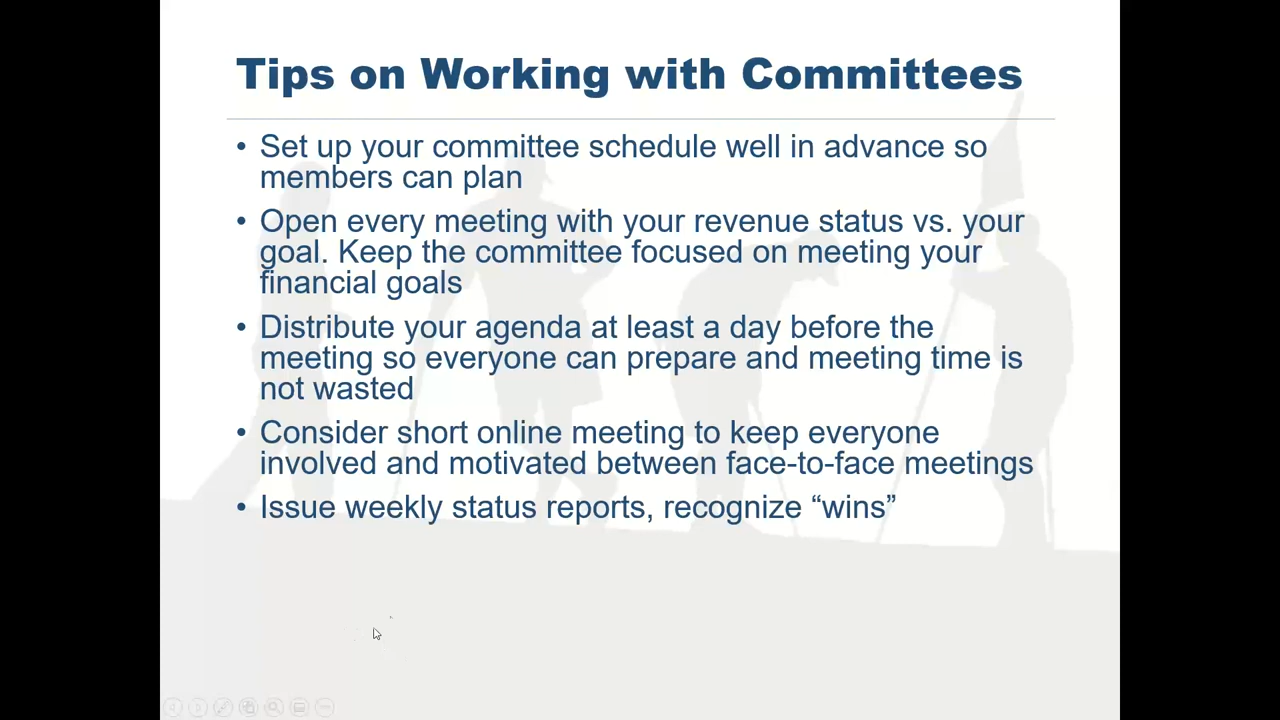 Tips on Working with Committees
• Set up your committee schedule well in advance so
members can plan
• Open every meeting with your revenue status vs. your
goal. Keep the committee focused on meeting your
financial goals
• Distribute your agenda at least a day before the
meeting so everyone can prepare and meeting time is
not wasted
• Consider short online meeting to keep everyone
involved and motivated between face-to-face meetings
• Issue weekly status reports, recognize “wins”